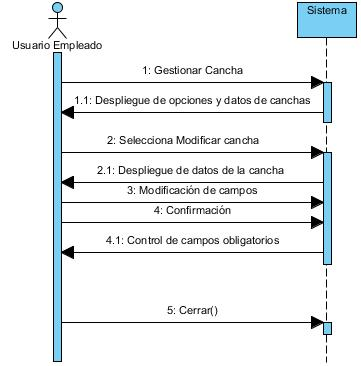 Sistema
Usuario Empleado
1: Gestionar Cancha
1.1: Despliegue de opciones y datos de canchas
2: Selecciona Modificar cancha
2.1: Despliegue de datos de la cancha
3: Modificación de campos
4: Confirmación
4.1: Control de campos obligatorios
5: Cerrar()